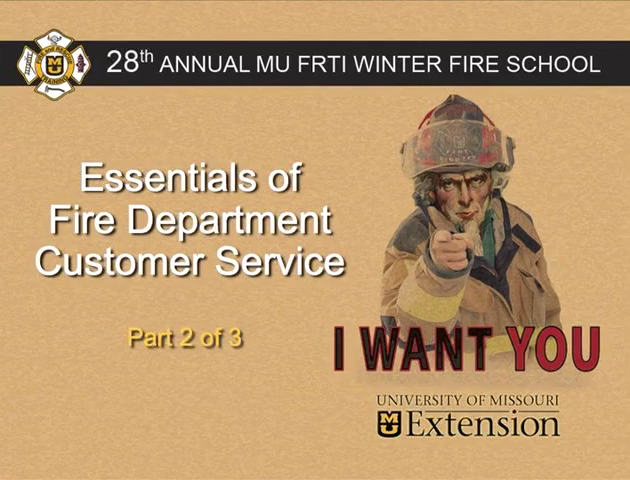 28th ANNUAL MU FRTI WINTER FIRE SCHOOL
Essentials of
Fire Department
Customer Service
Part 2 of 3
I WANT YOU
UNIVERSITY OF MISSOURI
MU Extension